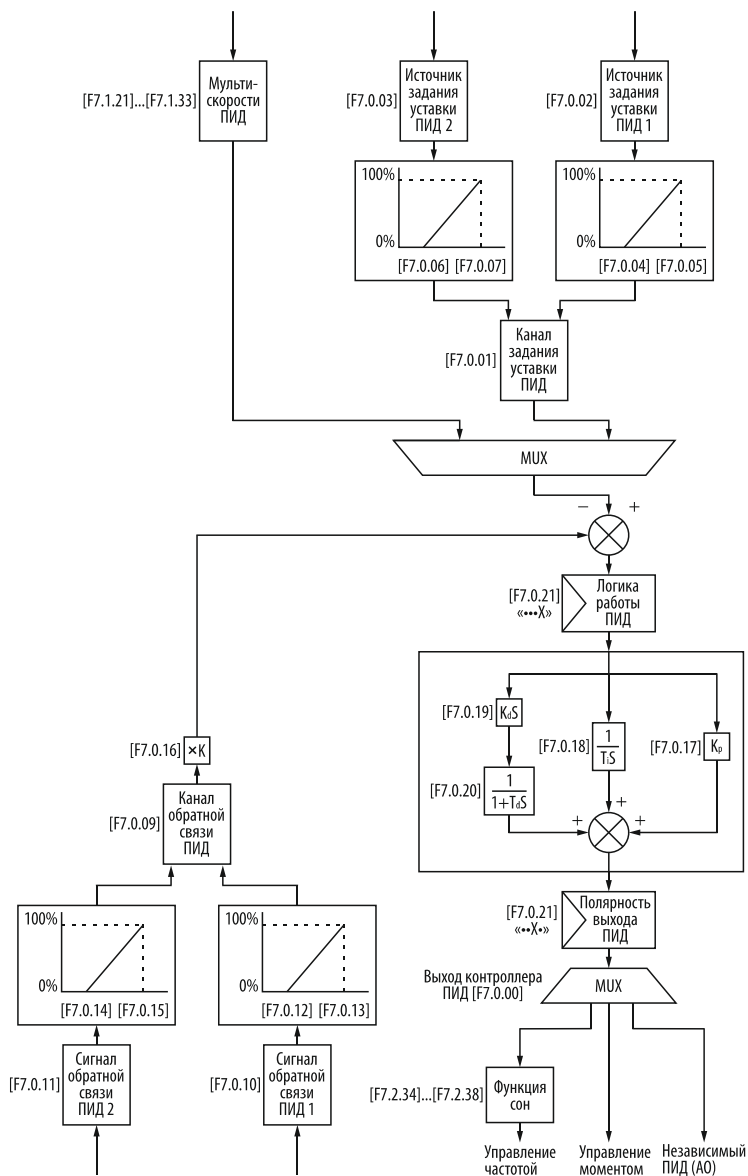 [F7.1.21]...[F7.1.33]
Мульти-
скорости
ПИД
[F7.0.03]
Источник
задания
уставки
ПИД 2
[F7.0.02]
Источник
задания
уставки
ПИД 1
100%
0%
[F7.0.06] [F7.0.07]
100%
0%
[F7.0.04] [F7.0.05]
[F7.0.01]
Канал
задания
уставки
ПИД
MUX
− +
[F7.0.21]
«•••X»
Логика
работы
ПИД
[F7.0.19]
KdS
[F7.0.18]
1
TiS
[F7.0.17]
Kp
[F7.0.20]
1
1+TdS
+
+ +
[F7.0.16]
×K
[F7.0.09]
Канал
обратной
связи
ПИД
100%
0%
[F7.0.14] [F7.0.15]
100%
0%
[F7.0.12] [F7.0.13]
[F7.0.11]
Сигнал
обратной
связи
ПИД 2
[F7.0.10]
Сигнал
обратной
связи
ПИД 1
[F7.0.21]
«••X•»
Полярность
выхода
ПИД
Выход контроллера
ПИД [F7.0.00]
MUX
[F7.2.34]...[F7.2.38]
Функция
сон
Управление
частотой
Управление
моментом
Независимый
ПИД (АО)